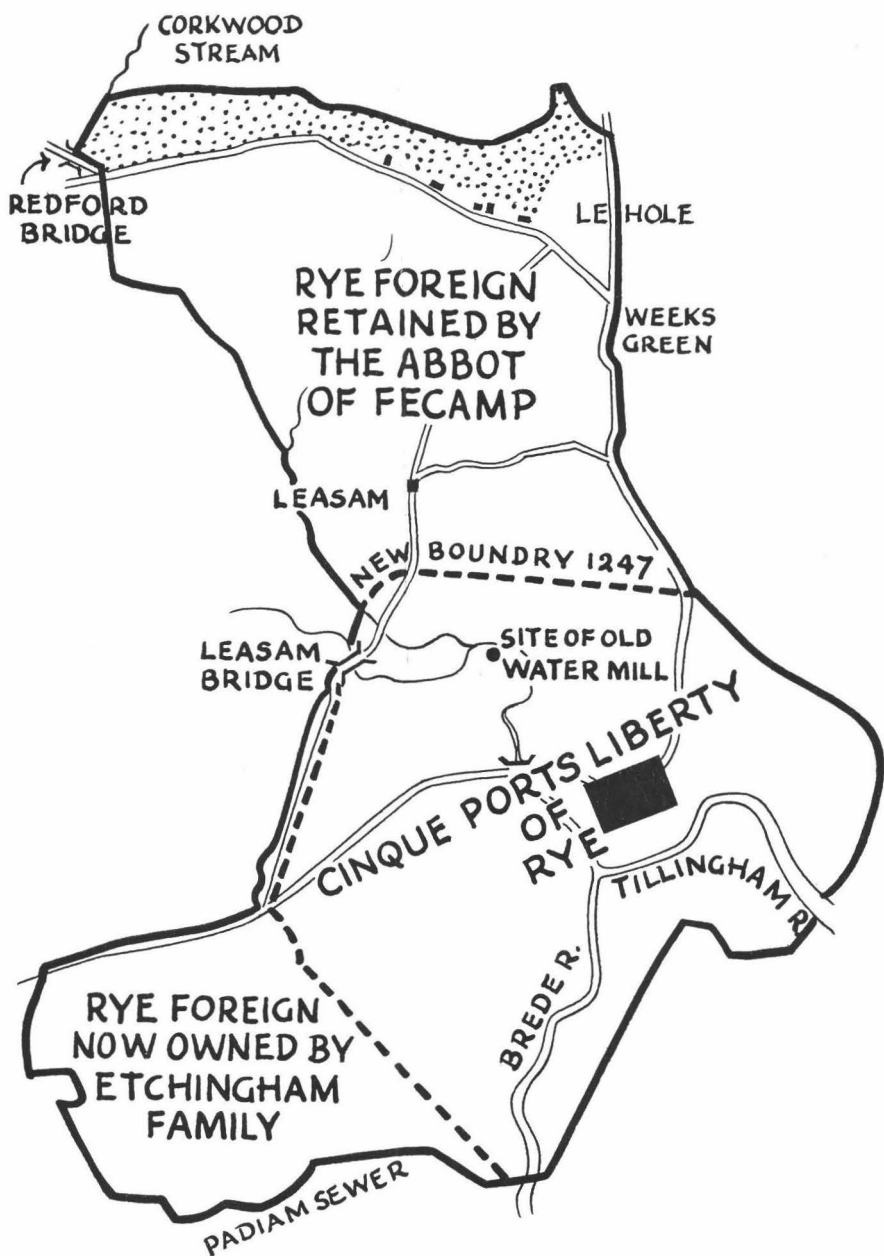 CORKWOOD
STREAM
REDFORD
BRIDGE
LE HOLE
RYE FOREIGN
RETAINED BY
THE ABBOT
OF FECAMP
WEEKS
GREEN
LEASAM
NEW BOUNDRY 1247
LEASAM
BRIDGE
SITE OF OLD
WATER MILL
CINQUE PORTS LIBERTY
OF
RYE
TILLINGHAM R.
BREDE R.
RYE FOREIGN
NOW OWNED BY
ETCHINGHAM
FAMILY
PADIAM SEWER